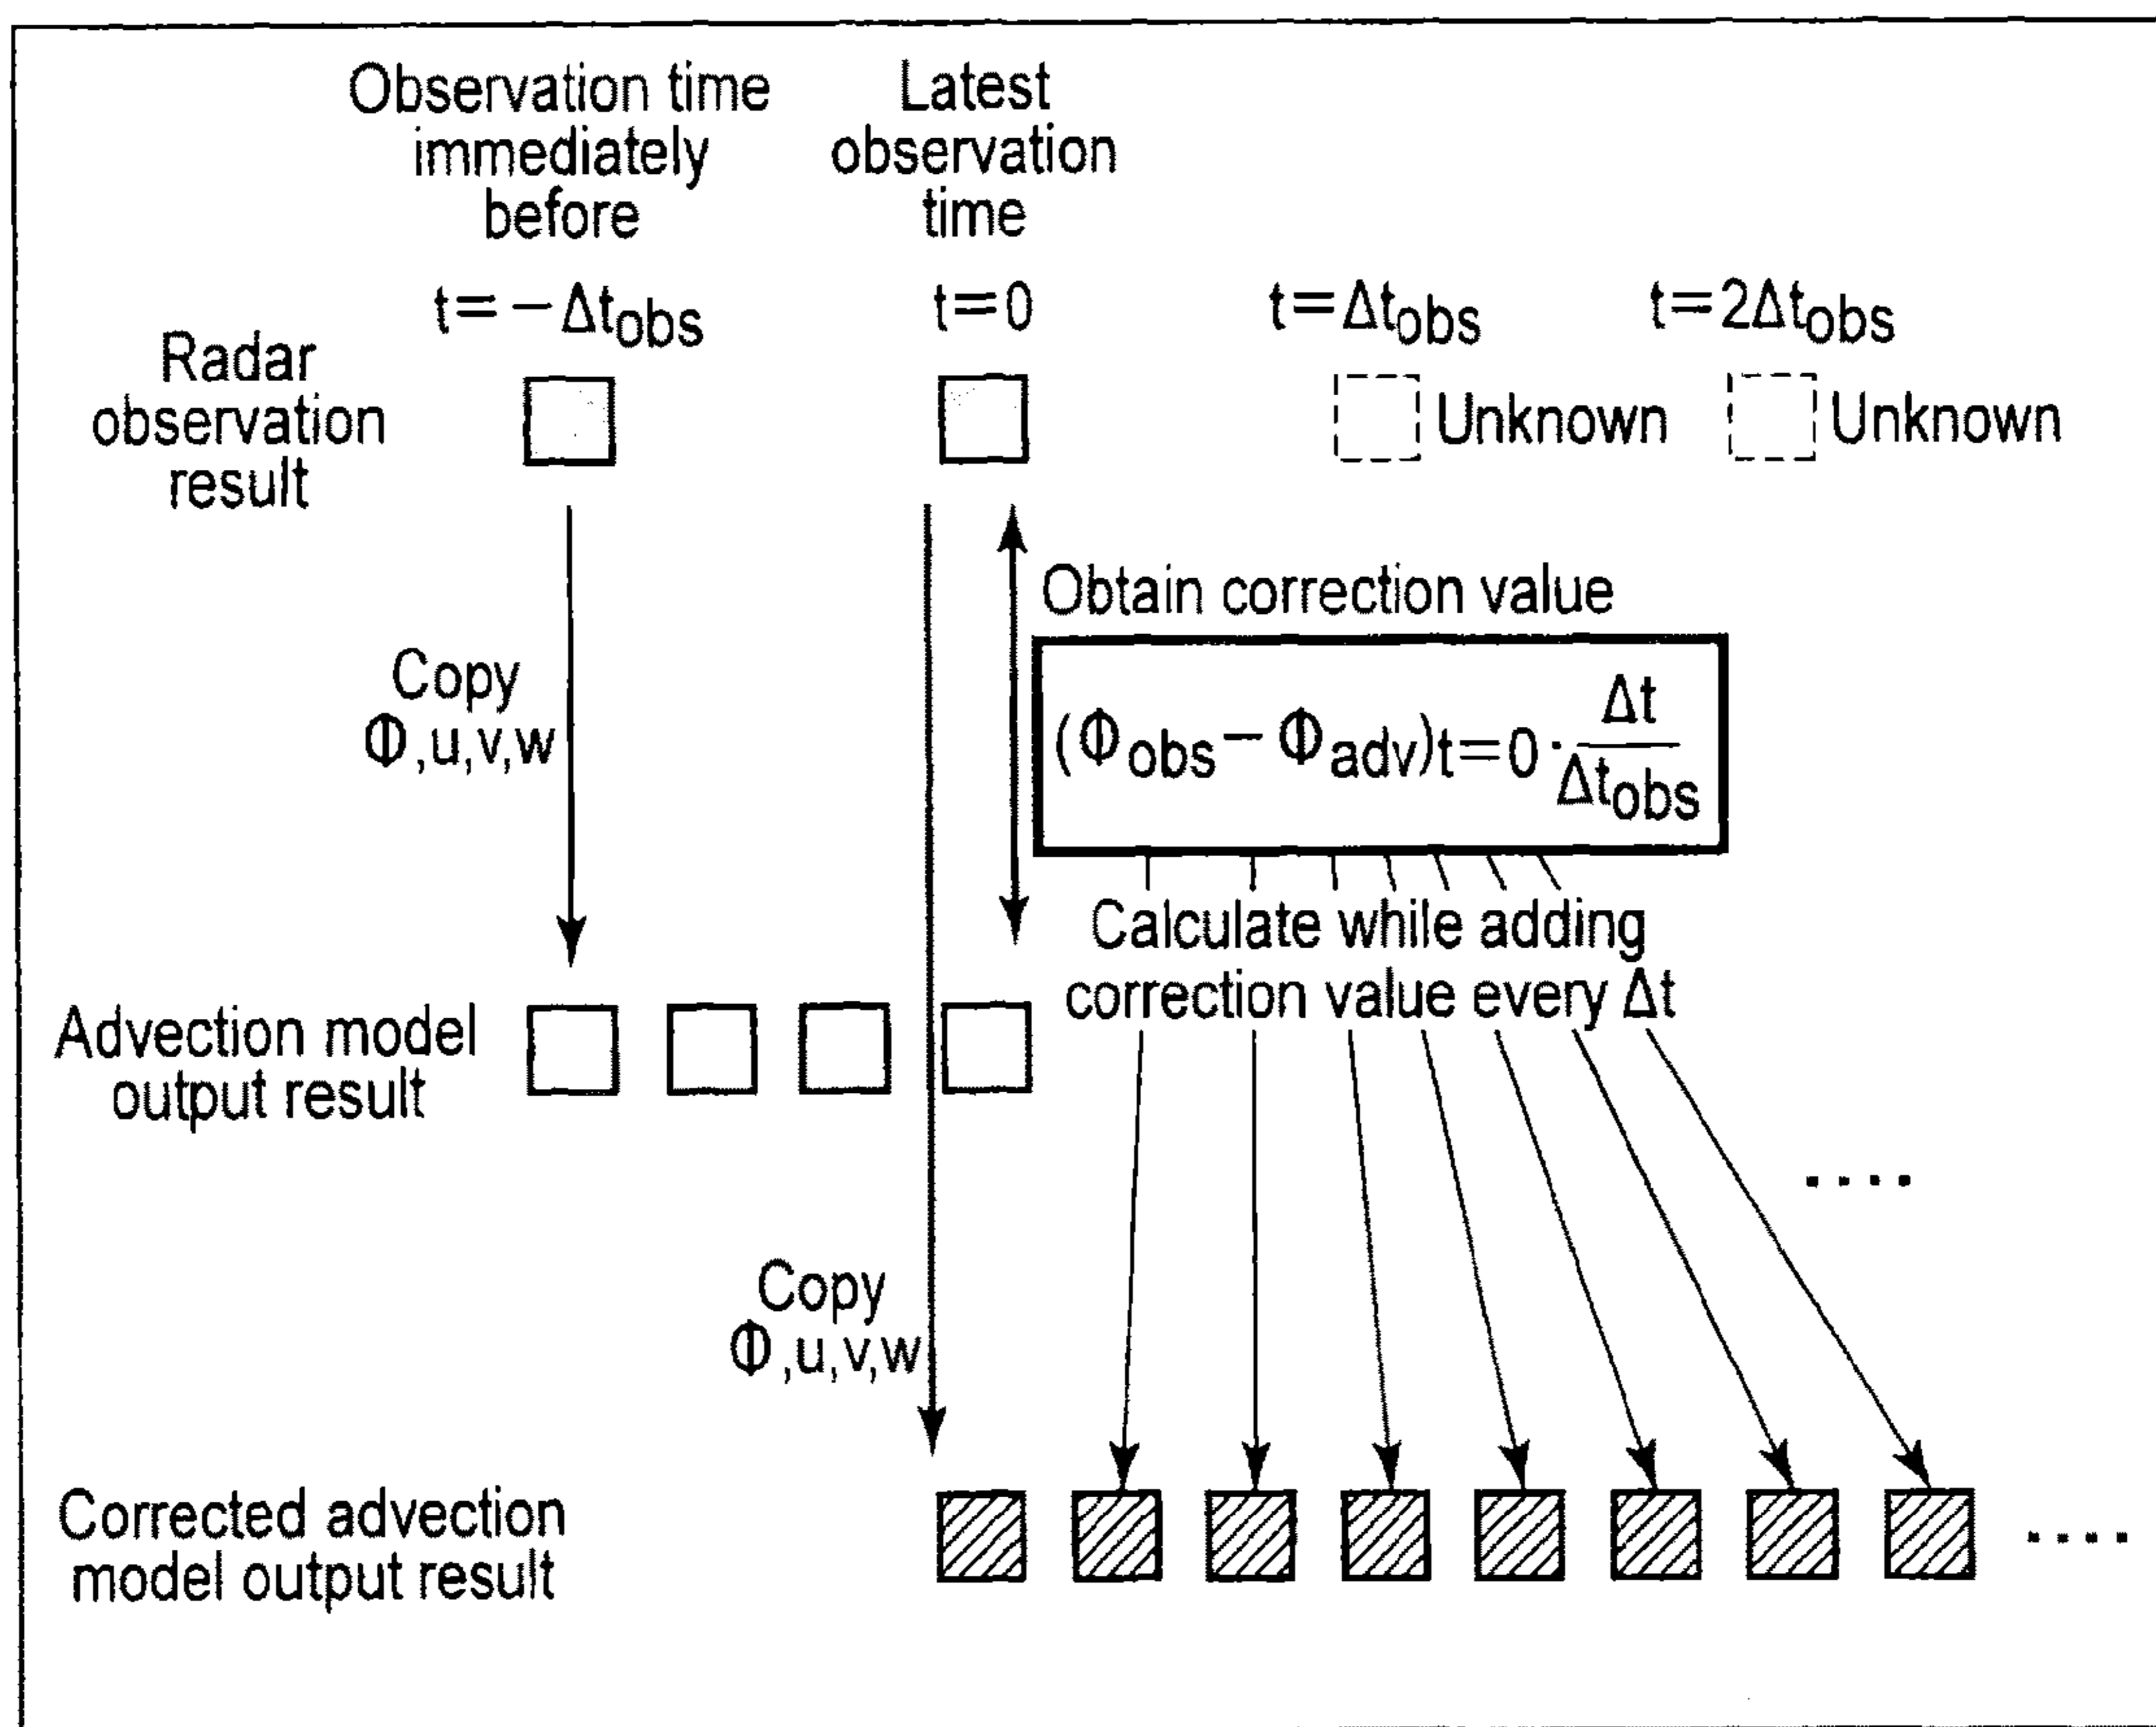 Observation time
immediately
before
Latest
observation
time
t=−Δtobs
t=0
t=Δtobs
t=2Δtobs
Radar
observation
result
Unknown
Unknown
Obtain correction value
(Φobs−Φadv)t=0·Δt/Δtobs
Copy
Φ,u,v,w
Calculate while adding
correction value every Δt
Advection model
output result
....
Copy
Φ,u,v,w
Corrected advection
model output result
....